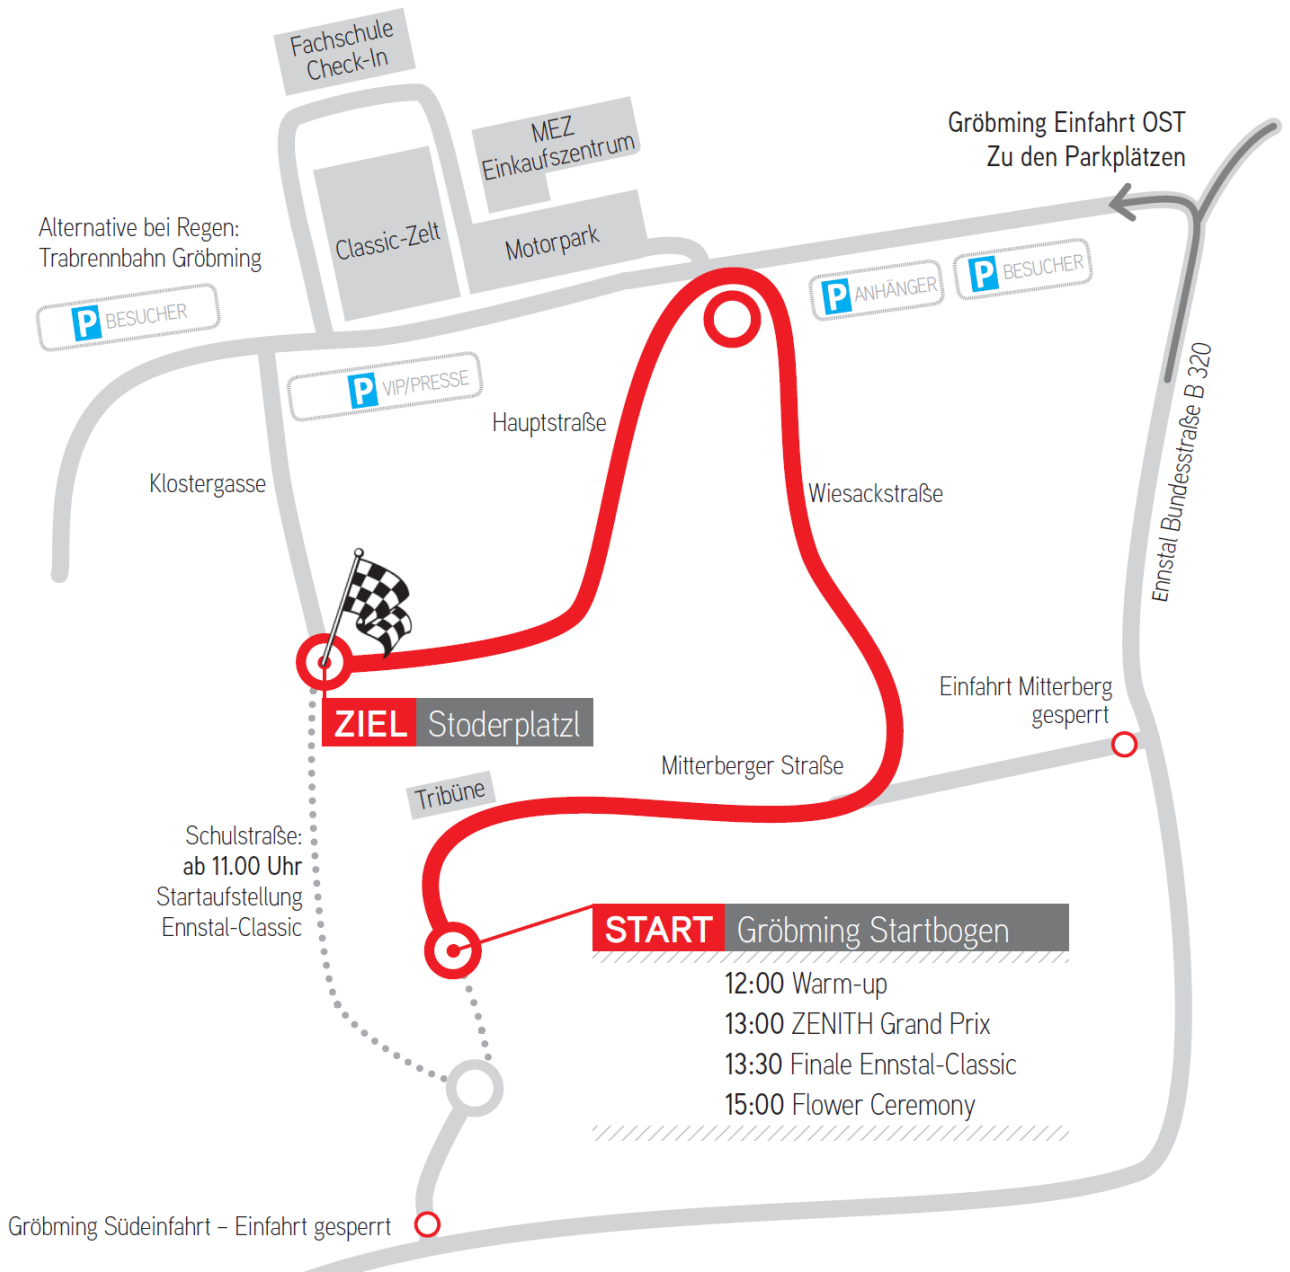 Fachschule
Check-In
MEZ
Einkaufszentrum
Gröbming Einfahrt OST
Zu den Parkplätzen
Alternative bei Regen:
Trabrennbahn Gröbming
Classic-Zelt
Motorpark
P BESUCHER
P ANHÄNGER
P BESUCHER
P VIP/PRESSE
Hauptstraße
Klostergasse
Wiesackstraße
Ennstal Bundesstraße B 320
ZIEL Stoderplatzl
Einfahrt Mitterberg
gesperrt
Mitterberger Straße
Tribüne
Schulstraße:
ab 11.00 Uhr
Startaufstellung
Ennstal-Classic
START Gröbming Startbogen
12:00 Warm-up
13:00 ZENITH Grand Prix
13:30 Finale Ennstal-Classic
15:00 Flower Ceremony
Gröbming Südeinfahrt – Einfahrt gesperrt